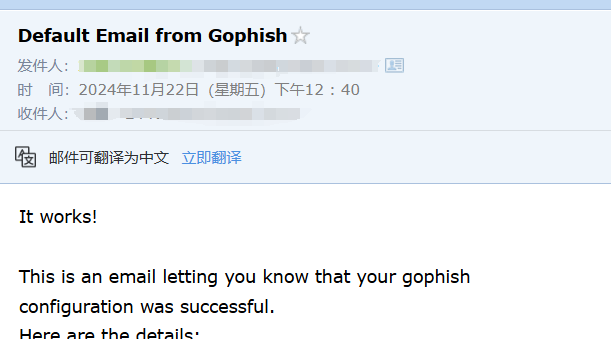 Default Email from Gophish
发件人：
时　间：2024年11月22日 (星期五) 下午12：40
收件人：
邮件可翻译为中文 立即翻译
It works!
This is an email letting you know that your gophish
configuration was successful.
Here are the details: